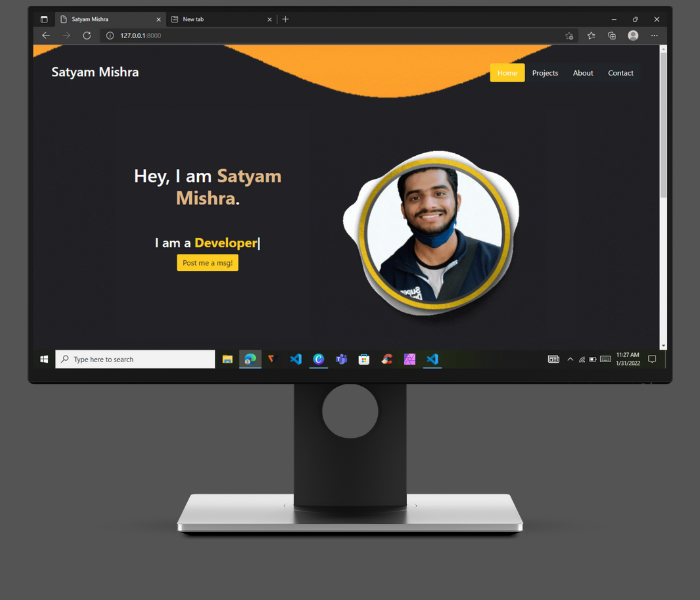 Satyam Mishra
New tab
127.0.0.1:8000
Satyam Mishra
Home
Projects
About
Contact
Hey, I am Satyam
Mishra.
I am a Developer|
Post me a msg!
Type here to search
11:27 AM
1/31/2022